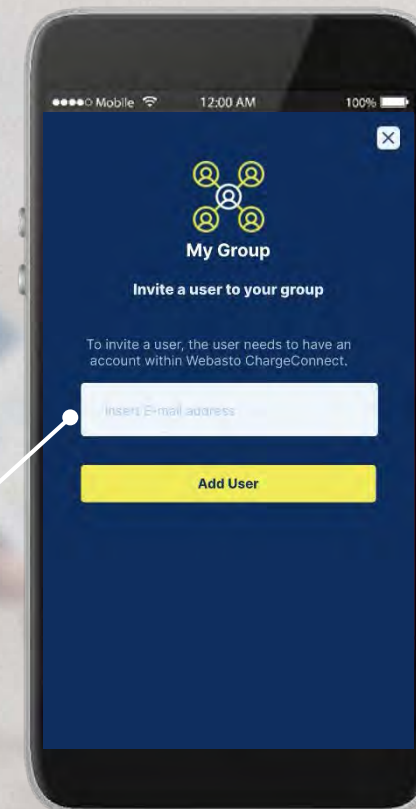 Mobile 12:00 AM 100%
My Group
Invite a user to your group
To invite a user, the user needs to have an
account within Webasto ChargeConnect.
Insert E-mail address
Add User